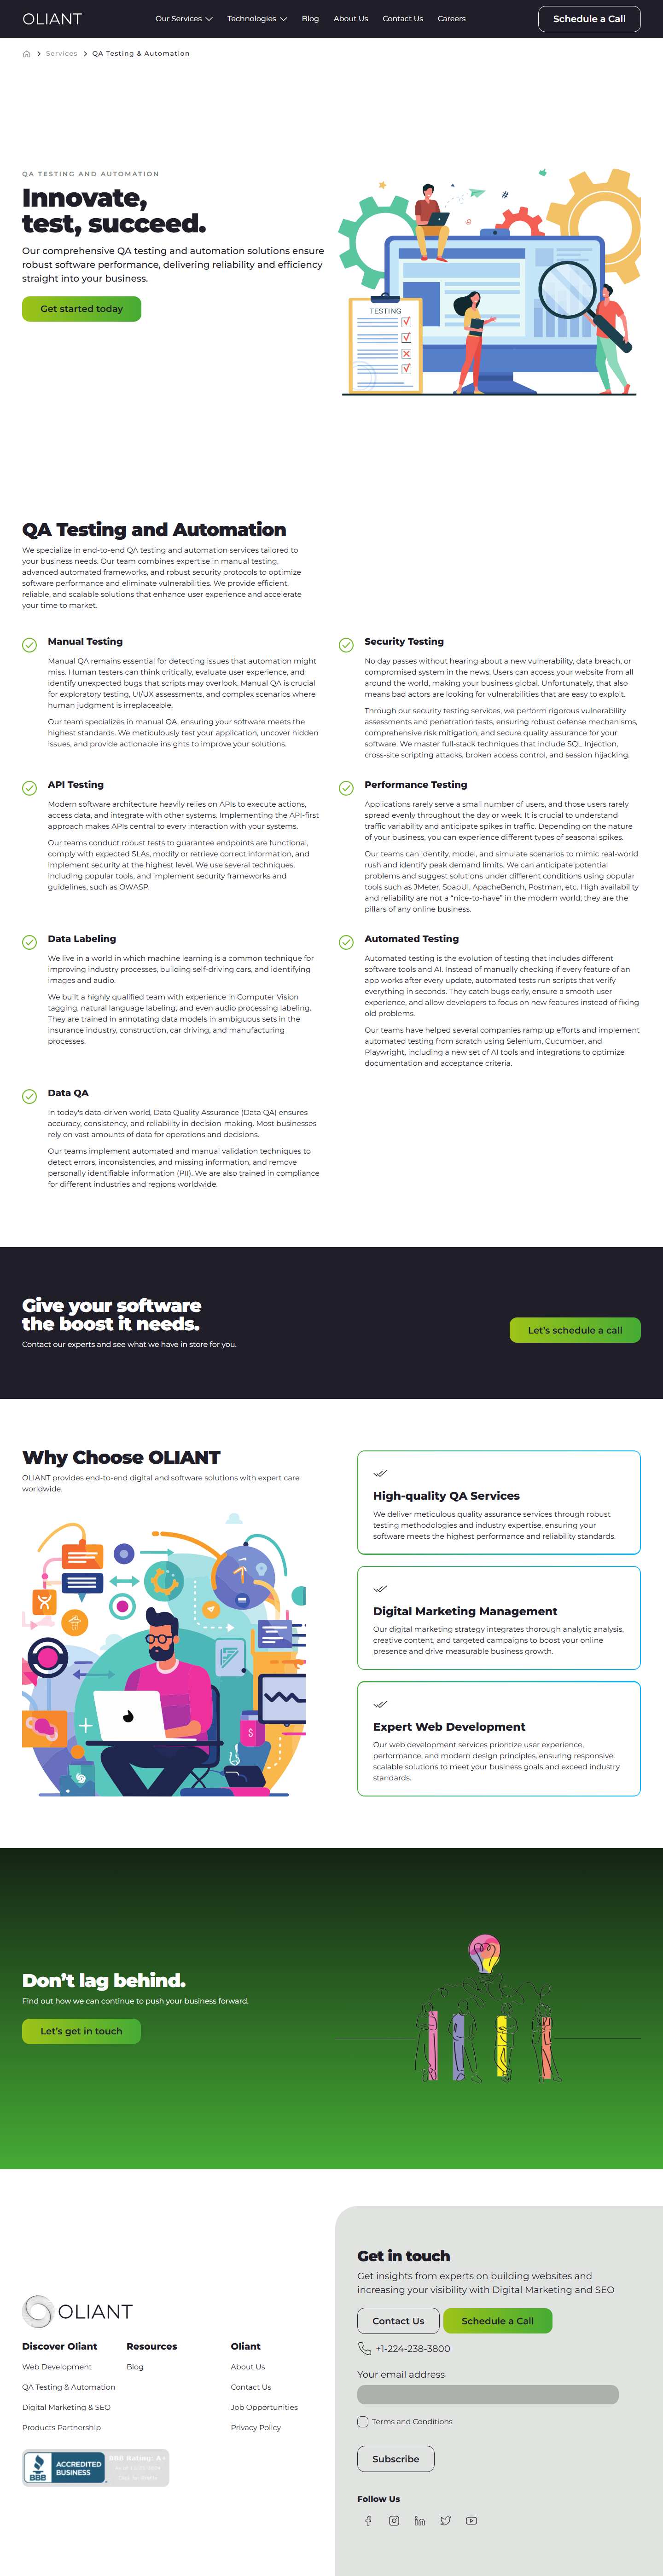 OLIANT
Our Services
Technologies
Blog
About Us
Contact Us
Careers
Schedule a Call
Services
QA Testing & Automation
QA TESTING AND AUTOMATION
Innovate,
test, succeed.
Our comprehensive QA testing and automation solutions ensure
robust software performance, delivering reliability and efficiency
straight into your business.
Get started today
TESTING
QA Testing and Automation
We specialize in end-to-end QA testing and automation services tailored to
your business needs. Our team combines expertise in manual testing,
advanced automated frameworks, and robust security protocols to optimize
software performance and eliminate vulnerabilities. We provide efficient,
reliable, and scalable solutions that enhance user experience and accelerate
your time to market.
Manual Testing
Manual QA remains essential for detecting issues that automation might
miss. Human testers can think critically, evaluate user experience, and
identify unexpected bugs that scripts may overlook. Manual QA is crucial
for exploratory testing, UI/UX assessments, and complex scenarios where
human judgment is irreplaceable.
Our team specializes in manual QA, ensuring your software meets the
highest standards. We meticulously test your application, uncover hidden
issues, and provide actionable insights to improve your solutions.
Security Testing
No day passes without hearing about a new vulnerability, data breach, or
compromised system in the news. Users can access your website from all
around the world, making your business global. Unfortunately, that also
means bad actors are looking for vulnerabilities that are easy to exploit.
Through our security testing services, we perform rigorous vulnerability
assessments and penetration tests, ensuring robust defense mechanisms,
comprehensive risk mitigation, and secure quality assurance for your
software. We master full-stack techniques that include SQL Injection,
cross-site scripting attacks, broken access control, and session hijacking.
API Testing
Modern software architecture heavily relies on APIs to execute actions,
access data, and integrate with other systems. Implementing the API-first
approach makes APIs central to every interaction with your systems.
Our teams conduct robust tests to guarantee endpoints are functional,
comply with expected SLAs, modify or retrieve correct information, and
implement security at the highest level. We use several techniques,
including popular tools, and implement security frameworks and
guidelines, such as OWASP.
Performance Testing
Applications rarely serve a small number of users, and those users rarely
spread evenly throughout the day or week. It is crucial to understand
traffic variability and anticipate spikes in traffic. Depending on the nature
of your business, you can experience different types of seasonal spikes.
Our teams can identify, model, and simulate scenarios to mimic real-world
rush and identify peak demand limits. We can anticipate potential
problems and suggest solutions under different conditions using popular
tools such as JMeter, SoapUI, ApacheBench, Postman, etc. High availability
and reliability are not a “nice-to-have” in the modern world; they are the
pillars of any online business.
Data Labeling
We live in a world in which machine learning is a common technique for
improving industry processes, building self-driving cars, and identifying
images and audio.
We built a highly qualified team with experience in Computer Vision
tagging, natural language labeling, and even audio processing labeling.
They are trained in annotating data models in ambiguous sets in the
insurance industry, construction, car driving, and manufacturing
processes.
Automated Testing
Automated testing is the evolution of testing that includes different
software tools and AI. Instead of manually checking if every feature of an
app works after every update, automated tests run scripts that verify
everything in seconds. They catch bugs early, ensure a smooth user
experience, and allow developers to focus on new features instead of fixing
old problems.
Our teams have helped several companies ramp up efforts and implement
automated testing from scratch using Selenium, Cucumber, and
Playwright, including a new set of AI tools and integrations to optimize
documentation and acceptance criteria.
Data QA
In today's data-driven world, Data Quality Assurance (Data QA) ensures
accuracy, consistency, and reliability in decision-making. Most businesses
rely on vast amounts of data for operations and decisions.
Our teams implement automated and manual validation techniques to
detect errors, inconsistencies, and missing information, and remove
personally identifiable information (PII). We are also trained in compliance
for different industries and regions worldwide.
Give your software
the boost it needs.
Contact our experts and see what we have in store for you.
Let's schedule a call
Why Choose OLIANT
OLIANT provides end-to-end digital and software solutions with expert care
worldwide.
$
High-quality QA Services
We deliver meticulous quality assurance services through robust
testing methodologies and industry expertise, ensuring your
software meets the highest performance and reliability standards.
Digital Marketing Management
Our digital marketing strategy integrates thorough analytic analysis,
creative content, and targeted campaigns to boost your online
presence and drive measurable business growth.
Expert Web Development
Our web development services prioritize user experience,
performance, and modern design principles, ensuring responsive,
scalable solutions to meet your business goals and exceed industry
standards.
Don't lag behind.
Find out how we can continue to push your business forward.
Let's get in touch
OLIANT
Discover Oliant
Web Development
QA Testing & Automation
Digital Marketing & SEO
Products Partnership
Resources
Blog
Oliant
About Us
Contact Us
Job Opportunities
Privacy Policy
BBB
ACCREDITED
BUSINESS
BBB Rating: A+
Get in touch
Get insights from experts on building websites and
increasing your visibility with Digital Marketing and SEO
Contact Us
Schedule a Call
+1-224-238-3800
Your email address
Terms and Conditions
Subscribe
Follow Us